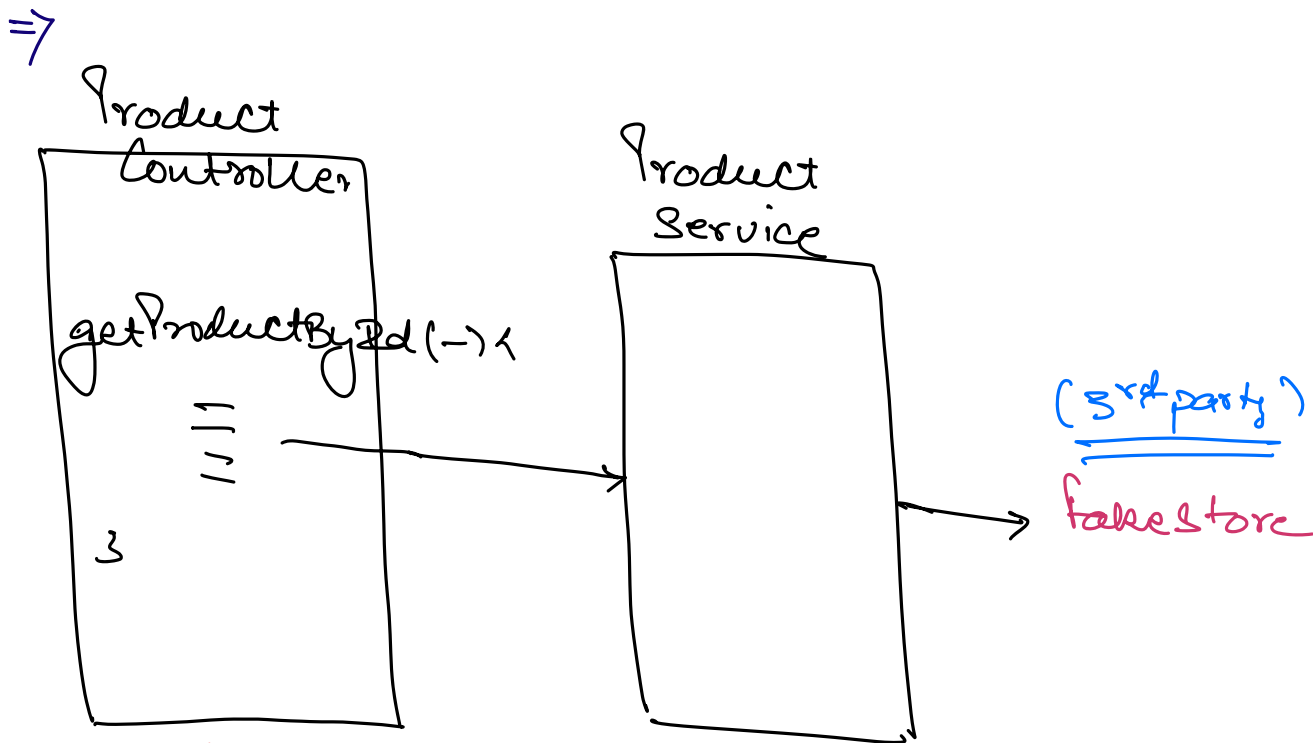 =>
Product
Controller
getProductById(-) {
}
Product
Service
(3rd party)
fakeStore